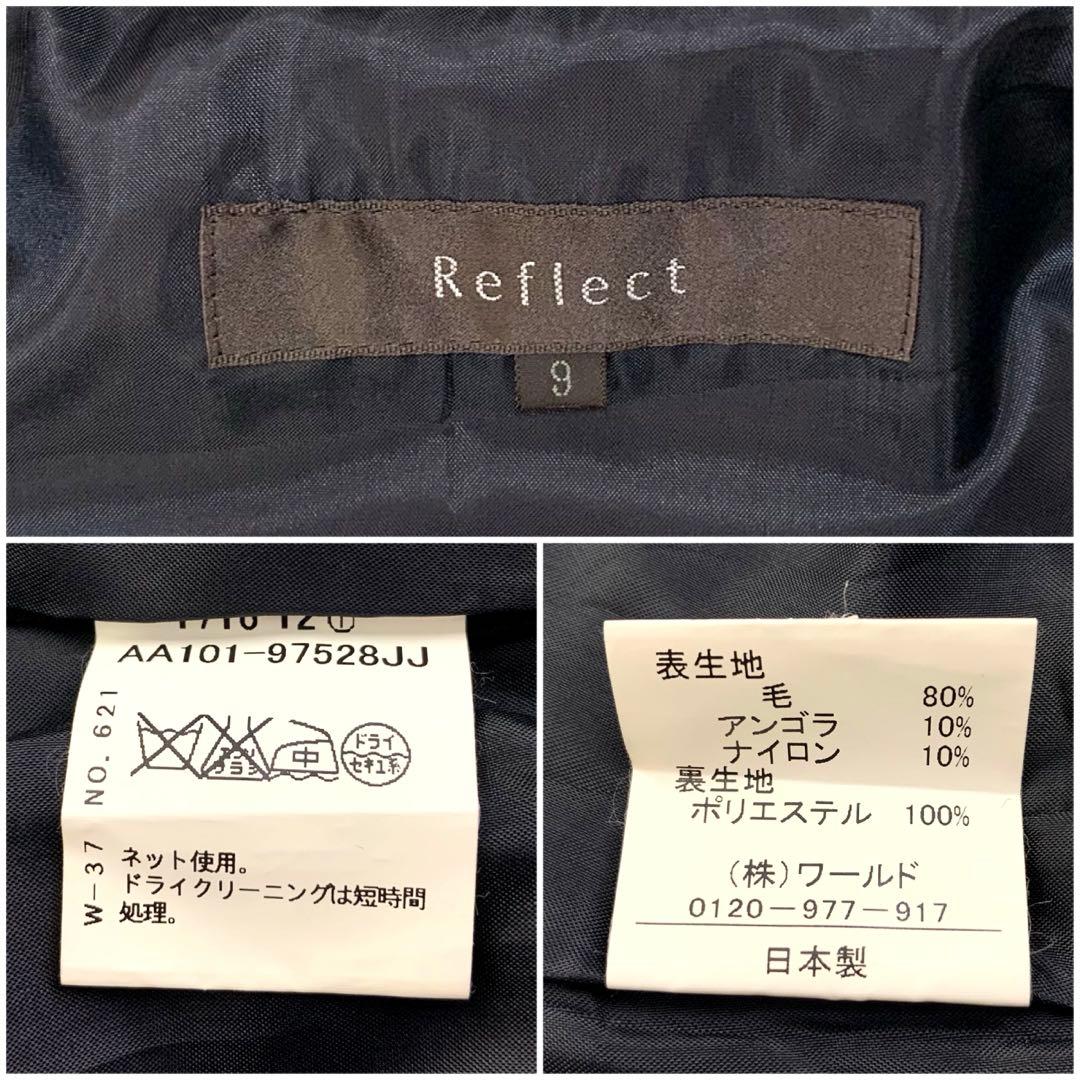 Reflect
9
AA101-97528JJ
W-37 NO. 621
中
ドライ
セキユ系
ネット使用。
ドライクリーニングは短時間
処理。
表生地
毛 80%
アンゴラ 10%
ナイロン 10%
裏生地
ポリエステル 100%
(株)ワールド
0120-977-917
日本製